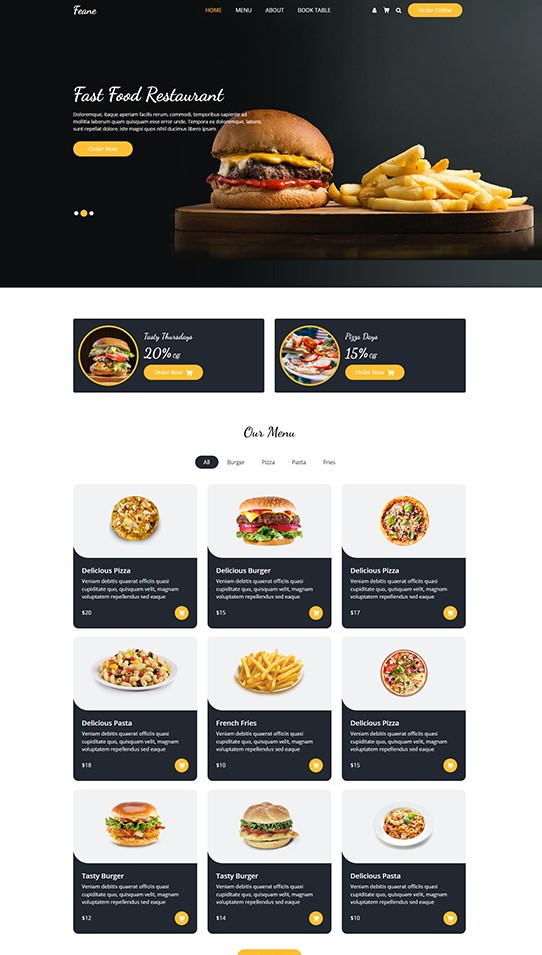 Feane
MENU
ABOUT
BOOK TABLE
Order Online
Fast Food Restaurant
Doloremque, itaque aperiam facilis rerum, commodi, temporibus sapiente ad
mollitia laborum quam quisquam esse error unde. Tempora ex doloremque, labore,
sunt repellat dolore, iste magni quos nihil ducimus libero ipsam.
Order Now
Tasty Thursdays
20% Off
Order Now
Pizza Days
15% Off
Order Now
Our Menu
All
Burger
Pizza
Pasta
Fries
Delicious Pizza
Veniam debitis quaerat officiis quasi
cupiditate quo, quisquam velit, magnam
voluptatem repellendus sed eaque
$20
Delicious Burger
Veniam debitis quaerat officiis quasi
cupiditate quo, quisquam velit, magnam
voluptatem repellendus sed eaque
$15
Delicious Pizza
Veniam debitis quaerat officiis quasi
cupiditate quo, quisquam velit, magnam
voluptatem repellendus sed eaque
$17
Delicious Pasta
Veniam debitis quaerat officiis quasi
cupiditate quo, quisquam velit, magnam
voluptatem repellendus sed eaque
$18
French Fries
Veniam debitis quaerat officiis quasi
cupiditate quo, quisquam velit, magnam
voluptatem repellendus sed eaque
$10
Delicious Pizza
Veniam debitis quaerat officiis quasi
cupiditate quo, quisquam velit, magnam
voluptatem repellendus sed eaque
$15
Tasty Burger
Veniam debitis quaerat officiis quasi
cupiditate quo, quisquam velit, magnam
voluptatem repellendus sed eaque
$12
Tasty Burger
Veniam debitis quaerat officiis quasi
cupiditate quo, quisquam velit, magnam
voluptatem repellendus sed eaque
$14
Delicious Pasta
Veniam debitis quaerat officiis quasi
cupiditate quo, quisquam velit, magnam
voluptatem repellendus sed eaque
$10